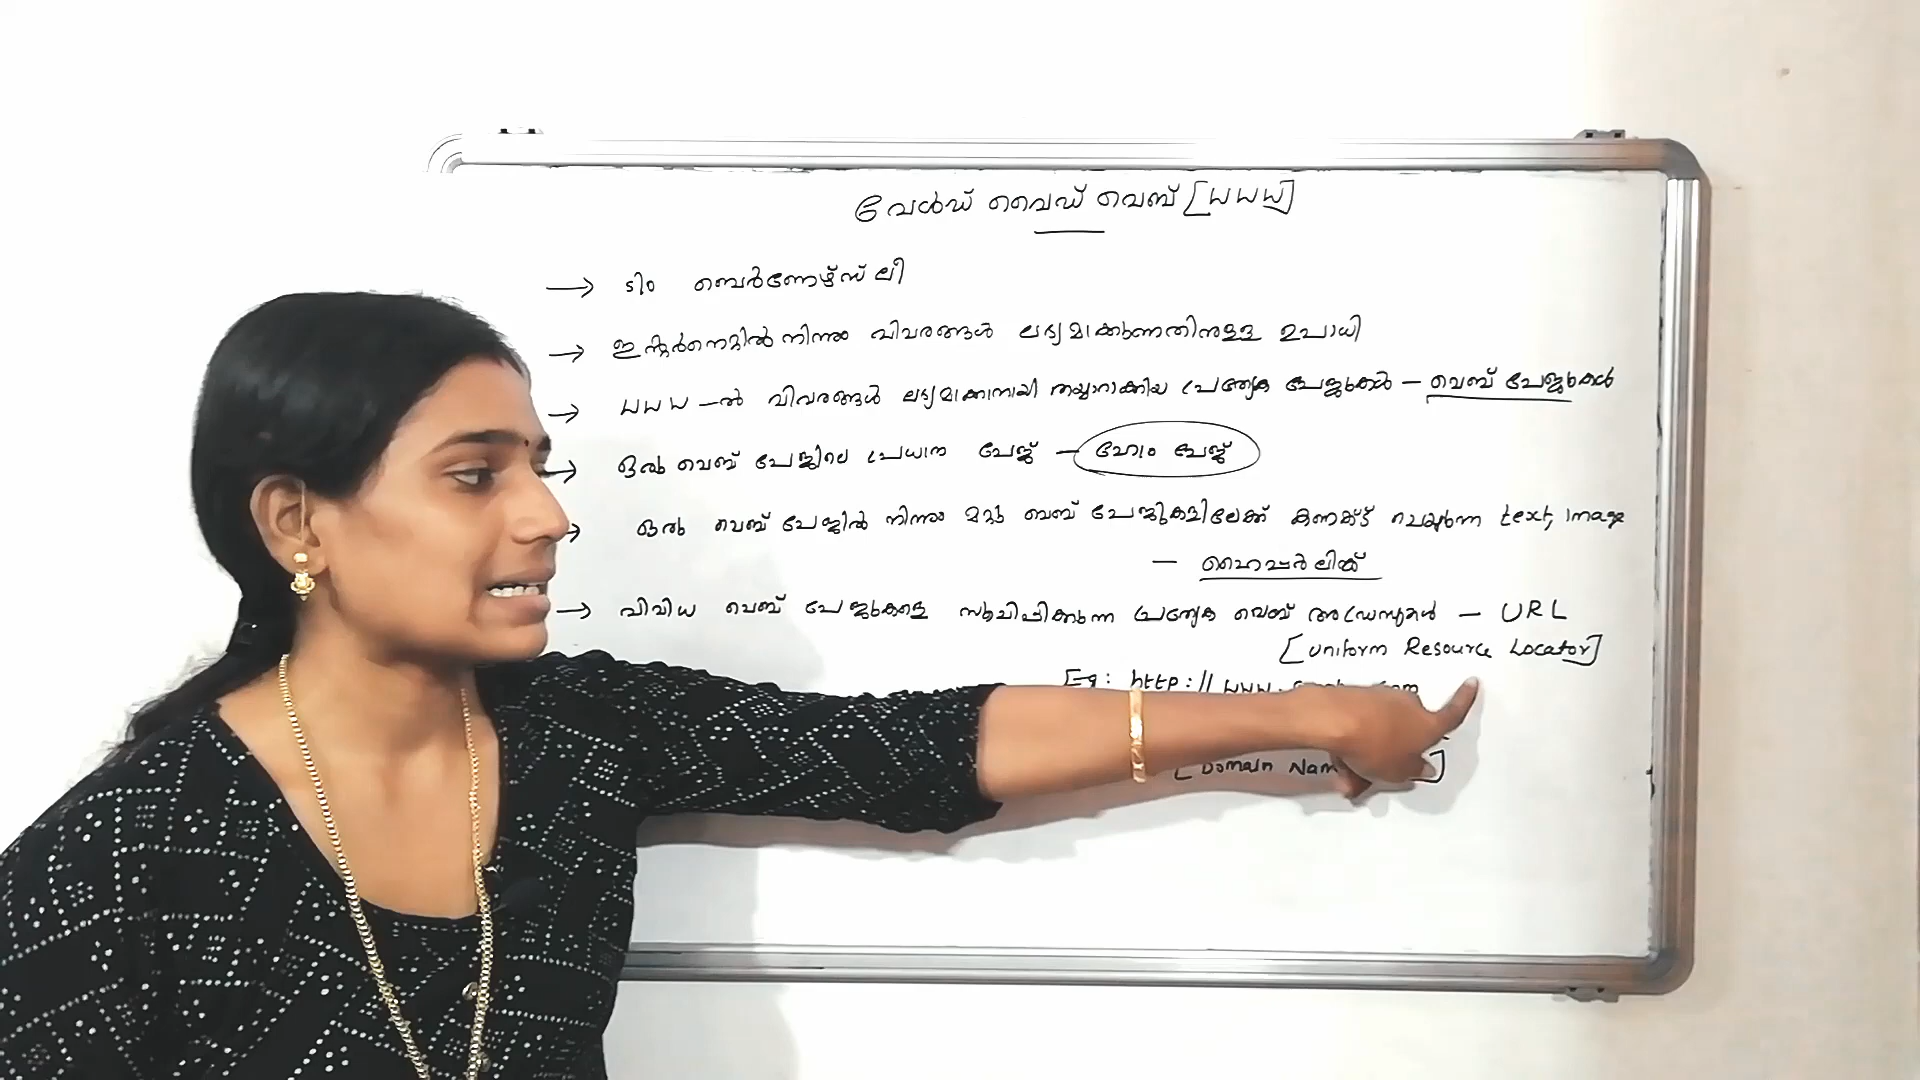 വേൾഡ് വൈഡ് വെബ് [WWW]
→ ടിം ബെർണേഴ്സ് ലീ
→ ഇന്റർനെറ്റിൽ നിന്നും വിവരങ്ങൾ ലഭ്യമാക്കുന്നതിനുള്ള ഉപാധി
→ WWW -ൽ വിവരങ്ങൾ ലഭ്യമാക്കാനായി തയ്യാറാക്കിയ പ്രത്യേക പേജുകൾ – വെബ് പേജുകൾ
→ ഒരു വെബ് പേജിലെ പ്രധാന പേജ് – ഹോം പേജ്
→ ഒരു വെബ് പേജിൽ നിന്നും മറ്റു വെബ് പേജുകളിലേക്ക് കണക്ട് ചെയ്യുന്ന text, Image
– ഹൈപ്പർ ലിങ്ക്
→ വിവിധ വെബ് പേജുകളെ സൂചിപ്പിക്കുന്ന പ്രത്യേക വെബ് അഡ്രസുകൾ – URL
[Uniform Resource Locator]
Eg: http://www.
[Domain